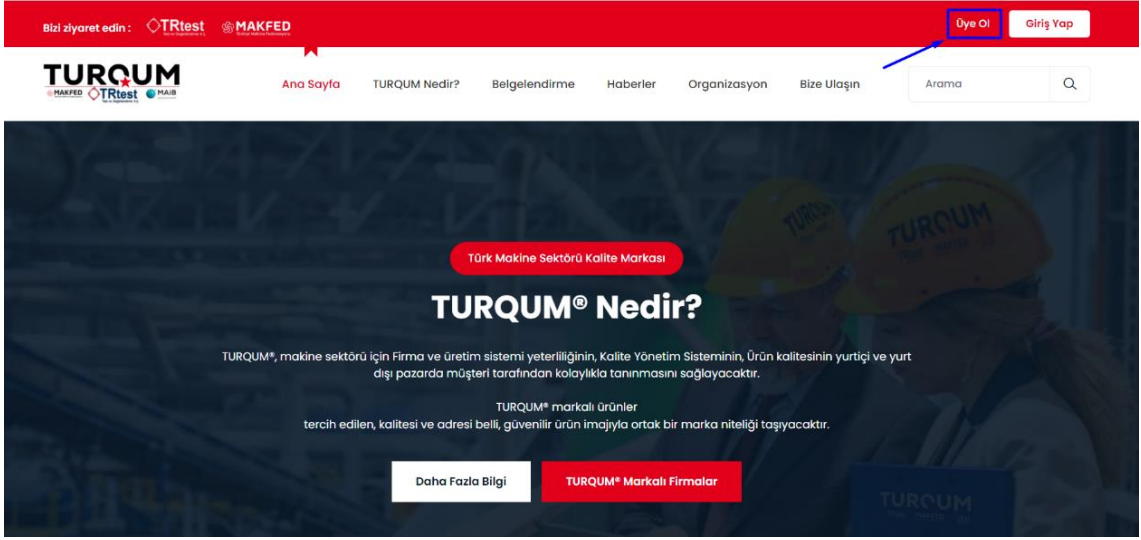 Bizi ziyaret edin : TRtest MAKFED
Üye Ol Giriş Yap
TURQUM
MAKFED TRtest MAİB
Ana Sayfa TURQUM Nedir? Belgelendirme Haberler Organizasyon Bize Ulaşın Arama
TURQUM
TURQUM
Türk Makine Sektörü Kalite Markası
TURQUM® Nedir?
TURQUM®, makine sektörü için Firma ve üretim sistemi yeterliliğinin, Kalite Yönetim Sisteminin, Ürün kalitesinin yurtiçi ve yurt
dışı pazarda müşteri tarafından kolaylıkla tanınmasını sağlayacaktır.
TURQUM® markalı ürünler
tercih edilen, kalitesi ve adresi belli, güvenilir ürün imajıyla ortak bir marka niteliği taşıyacaktır.
Daha Fazla Bilgi TURQUM® Markalı Firmalar
TURQUM